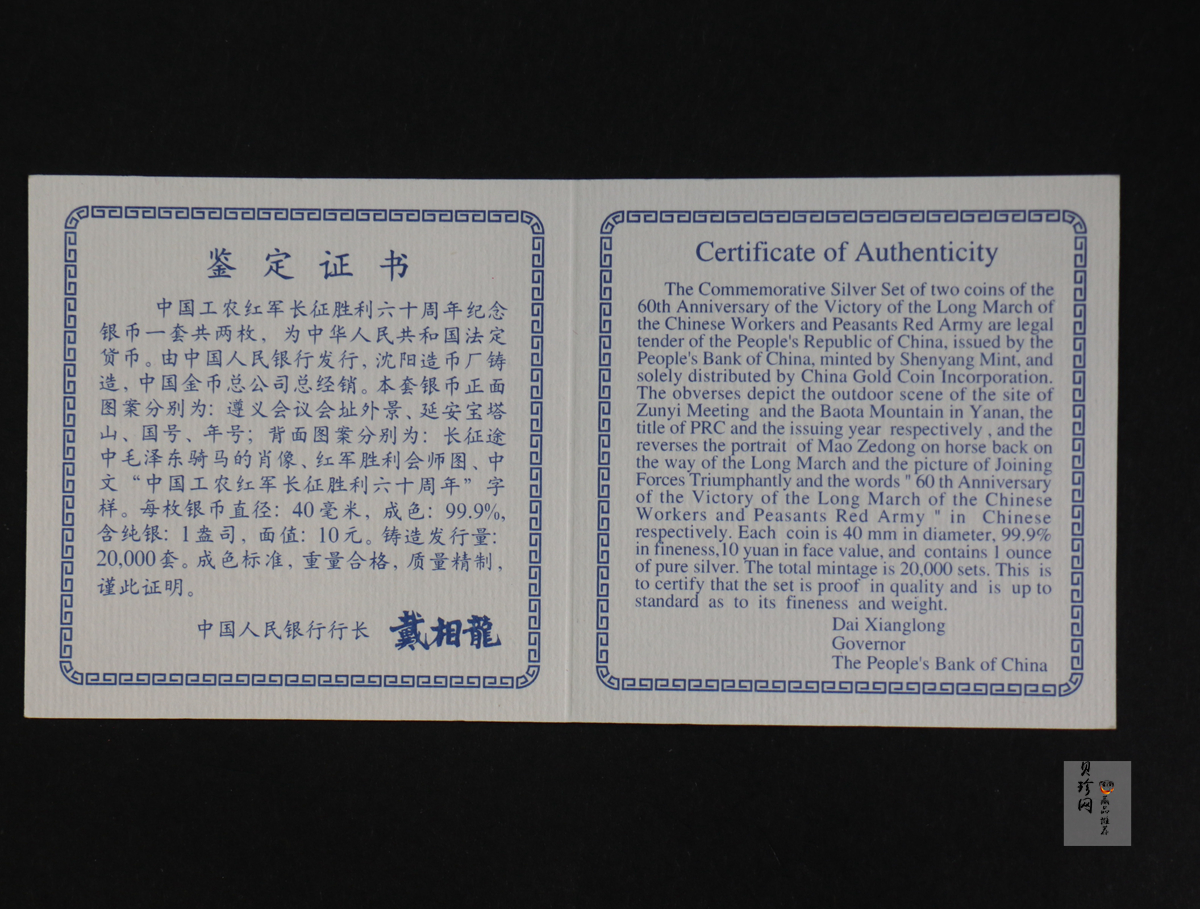 鉴定证书
中国工农红军长征胜利六十周年纪念
银币一套共两枚，为中华人民共和国法定
货币。由中国人民银行发行，沈阳造币厂铸
造，中国金币总公司总经销。本套银币正面
图案分别为：遵义会议会址外景、延安宝塔
山、国号、年号；背面图案分别为：长征途
中毛泽东骑马的肖像、红军胜利会师图、中
文“中国工农红军长征胜利六十周年”字
样。每枚银币直径：40毫米，成色：99.9%，
含纯银：1盎司，面值：10元。铸造发行量：
20,000套。成色标准，重量合格，质量精制，
谨此证明。
中国人民银行行长 戴相龍
Certificate of Authenticity
The Commemorative Silver Set of two coins of the
60th Anniversary of the Victory of the Long March of
the Chinese Workers and Peasants Red Army are legal
tender of the People's Republic of China, issued by the
People's Bank of China, minted by Shenyang Mint, and
solely distributed by China Gold Coin Incorporation.
The obverses depict the outdoor scene of the site of
Zunyi Meeting and the Baota Mountain in Yanan, the
title of PRC and the issuing year respectively , and the
reverses the portrait of Mao Zedong on horse back on
the way of the Long March and the picture of Joining
Forces Triumphantly and the words " 60 th Anniversary
of the Victory of the Long March of the Chinese
Workers and Peasants Red Army " in Chinese
respectively. Each coin is 40 mm in diameter, 99.9%
in fineness,10 yuan in face value, and contains 1 ounce
of pure silver. The total mintage is 20,000 sets. This is
to certify that the set is proof in quality and is up to
standard as to its fineness and weight.
Dai Xianglong
Governor
The People's Bank of China
贝珍网
藏品推荐